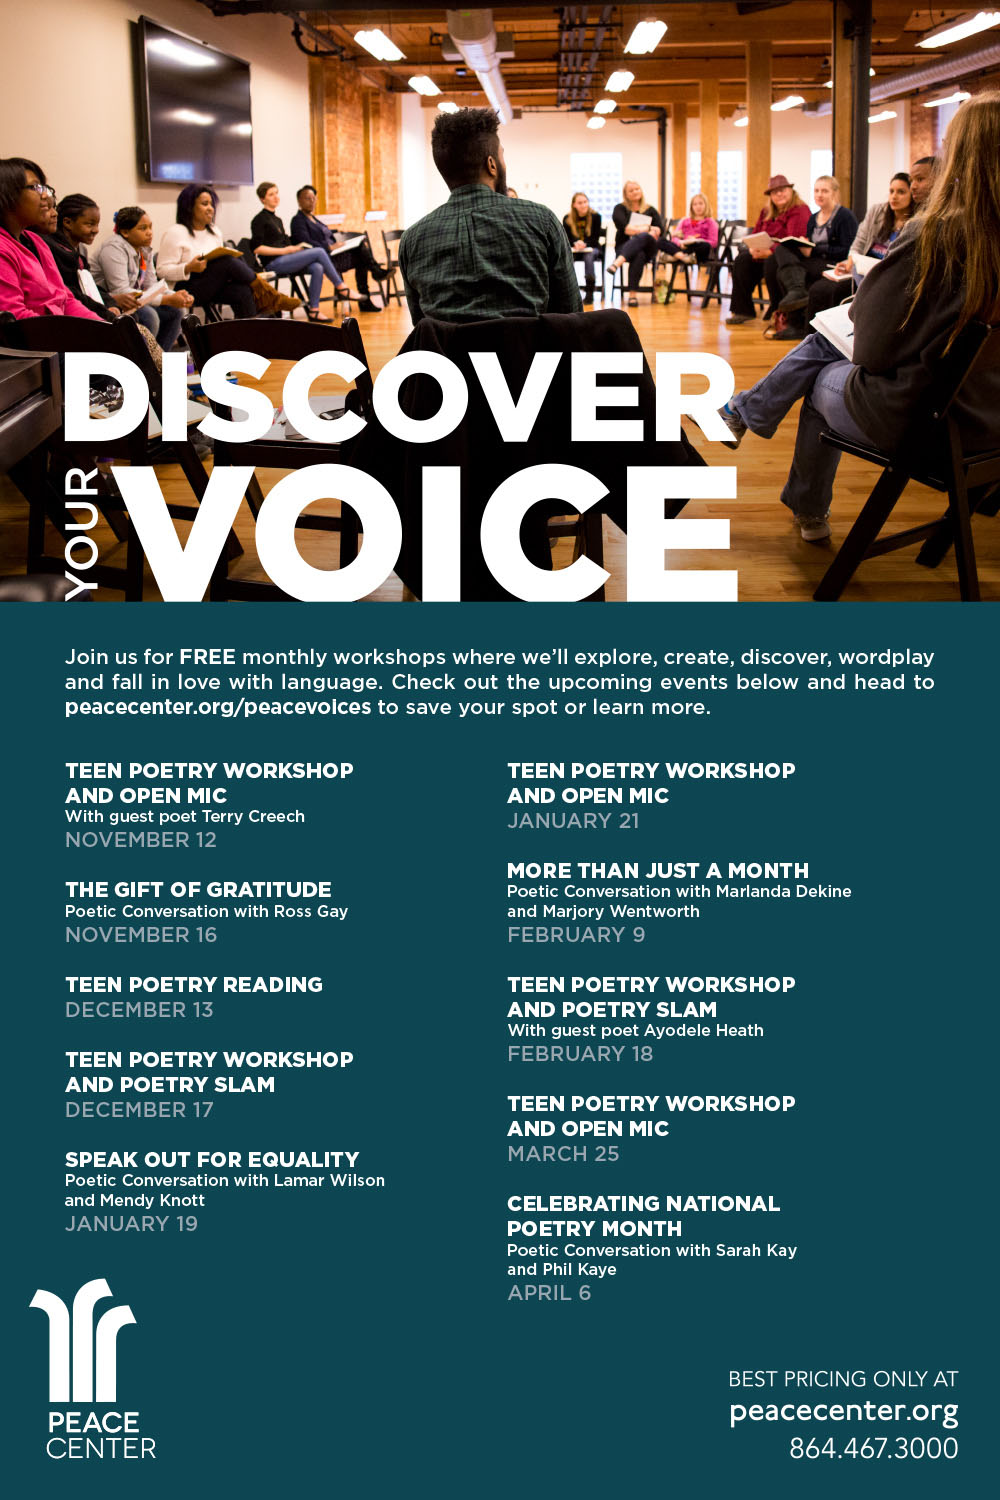 DISCOVER
YOUR
VOICE
Join us for FREE monthly workshops where we'll explore, create, discover, wordplay
and fall in love with language. Check out the upcoming events below and head to
peacecenter.org/peacevoices to save your spot or learn more.
TEEN POETRY WORKSHOP
AND OPEN MIC
With guest poet Terry Creech
NOVEMBER 12
THE GIFT OF GRATITUDE
Poetic Conversation with Ross Gay
NOVEMBER 16
TEEN POETRY READING
DECEMBER 13
TEEN POETRY WORKSHOP
AND POETRY SLAM
DECEMBER 17
SPEAK OUT FOR EQUALITY
Poetic Conversation with Lamar Wilson
and Mendy Knott
JANUARY 19
TEEN POETRY WORKSHOP
AND OPEN MIC
JANUARY 21
MORE THAN JUST A MONTH
Poetic Conversation with Marlanda Dekine
and Marjory Wentworth
FEBRUARY 9
TEEN POETRY WORKSHOP
AND POETRY SLAM
With guest poet Ayodele Heath
FEBRUARY 18
TEEN POETRY WORKSHOP
AND OPEN MIC
MARCH 25
CELEBRATING NATIONAL
POETRY MONTH
Poetic Conversation with Sarah Kay
and Phil Kaye
APRIL 6
PEACE
CENTER
BEST PRICING ONLY AT
peacecenter.org
864.467.3000